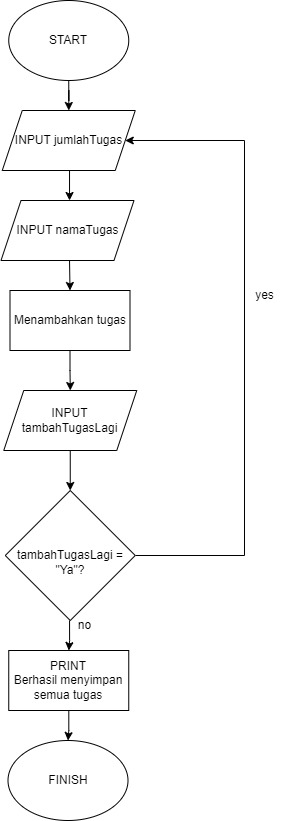 START
INPUT jumlahTugas
INPUT namaTugas
yes
Menambahkan tugas
INPUT
tambahTugasLagi
tambahTugasLagi =
"Ya"?
no
PRINT
Berhasil menyimpan
semua tugas
FINISH